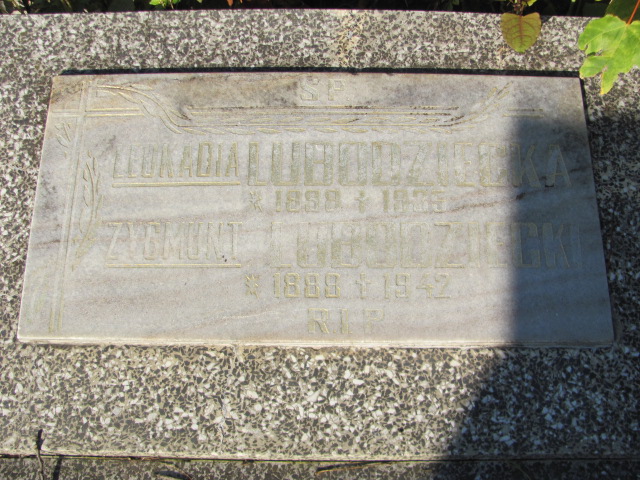 SP
LEOKADIA LUBODZIECKA
* 1898 † 1935
ZYGMUNT LUBODZIECKI
* 1888 † 1942
RIP